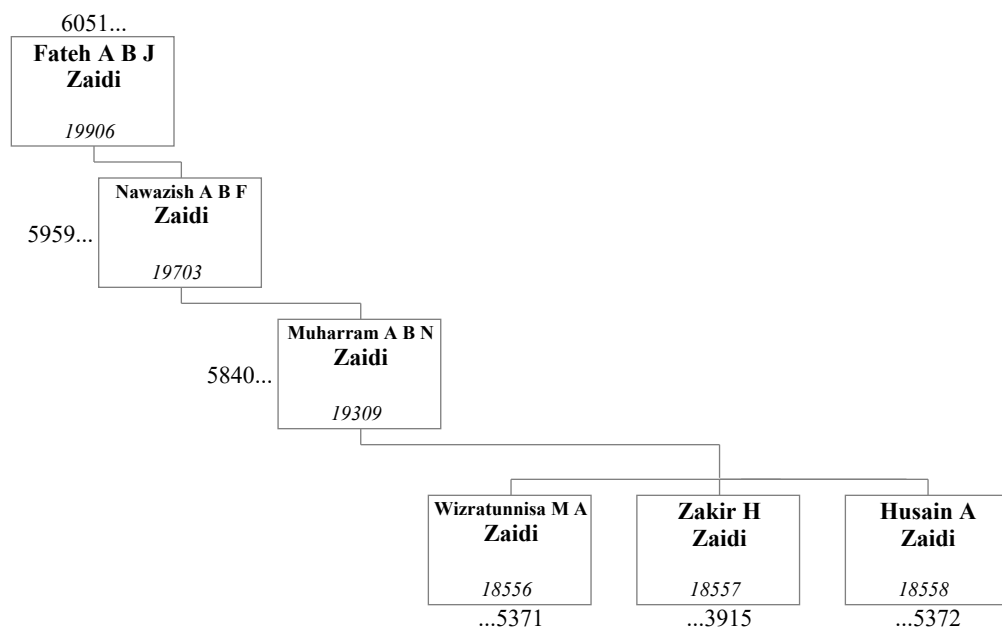 6051...
Fateh A B J
Zaidi
19906
Nawazish A B F
Zaidi
5959...
19703
Muharram A B N
Zaidi
5840...
19309
Wizratunnisa M A
Zaidi
18556
...5371
Zakir H
Zaidi
18557
...3915
Husain A
Zaidi
18558
...5372